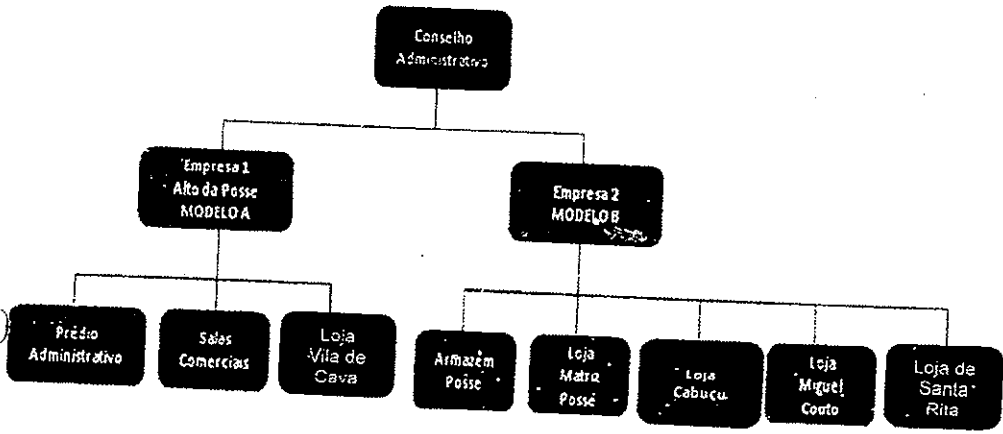 Conselho
Administrativo
Empresa 1
Alto da Posse
MODELO A
Empresa 2
MODELO B
Prédio
Administrativo
Salas
Comerciais
Loja
Vila de
Cava
Armazém
Posse
Loja
Matriz
Posse
Loja
Cabuçu
Loja
Miguel
Couto
Loja de
Santa
Rita